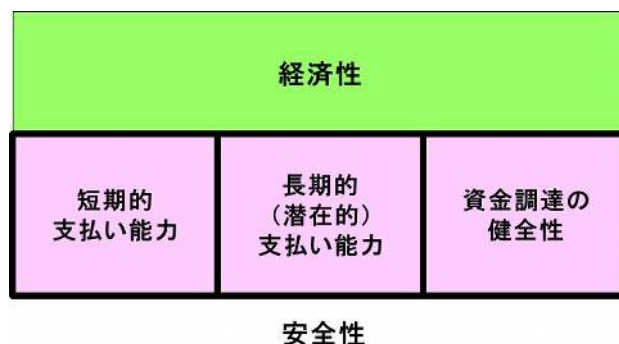 経済性
短期的
支払い能力
長期的
（潜在的）
支払い能力
資金調達の
健全性
安全性